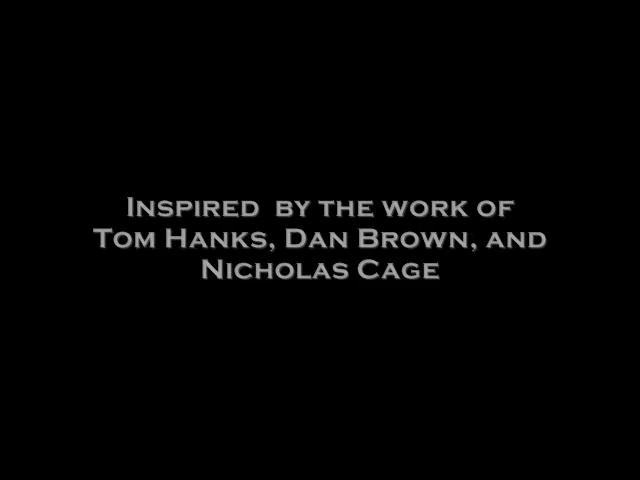 Inspired by the work of
Tom Hanks, Dan Brown, and
Nicholas Cage